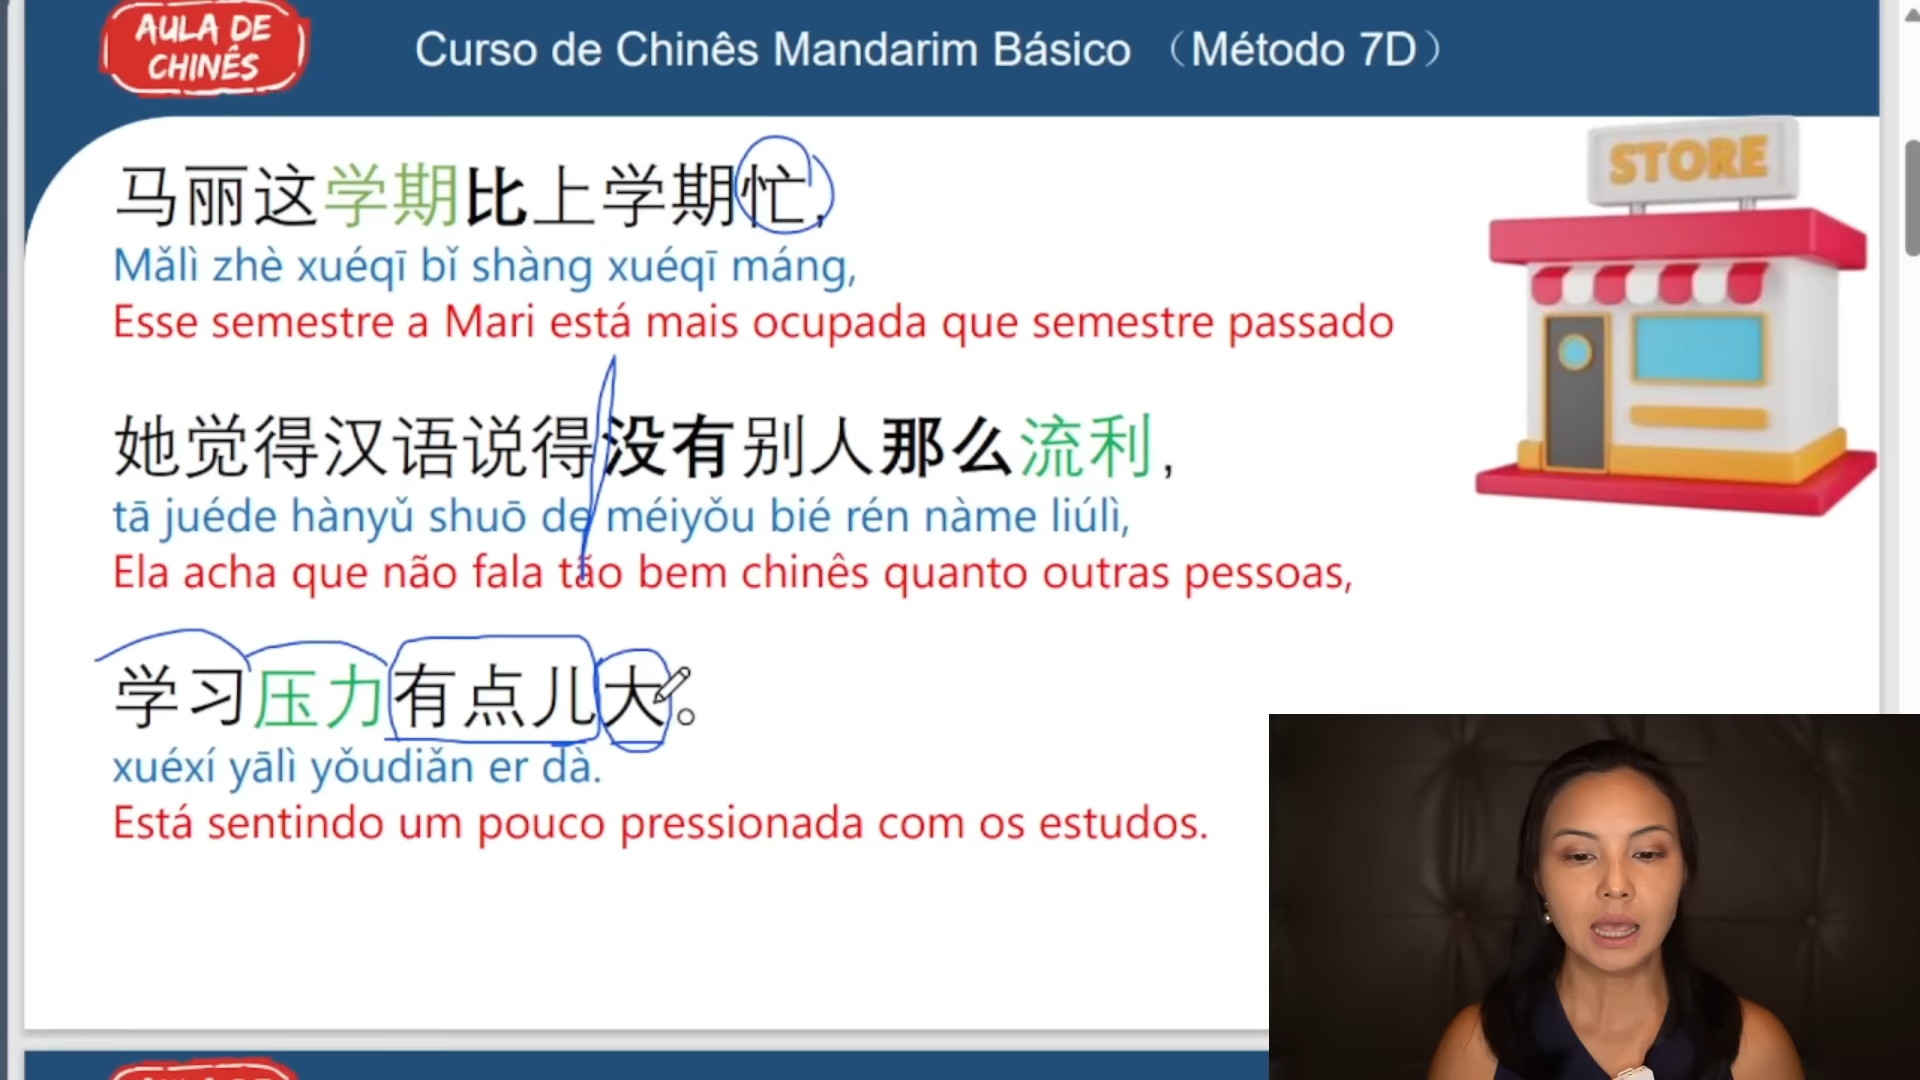 AULA DE
CHINÊS
Curso de Chinês Mandarim Básico （Método 7D）
STORE
马丽这学期比上学期忙,
Mǎlì zhè xuéqī bǐ shàng xuéqī máng,
Esse semestre a Mari está mais ocupada que semestre passado
她觉得汉语说得没有别人那么流利,
tā juéde hànyǔ shuō de méiyǒu bié rén nàme liúlì,
Ela acha que não fala tão bem chinês quanto outras pessoas,
学习压力有点儿大。
xuéxí yālì yǒudiǎn er dà.
Está sentindo um pouco pressionada com os estudos.